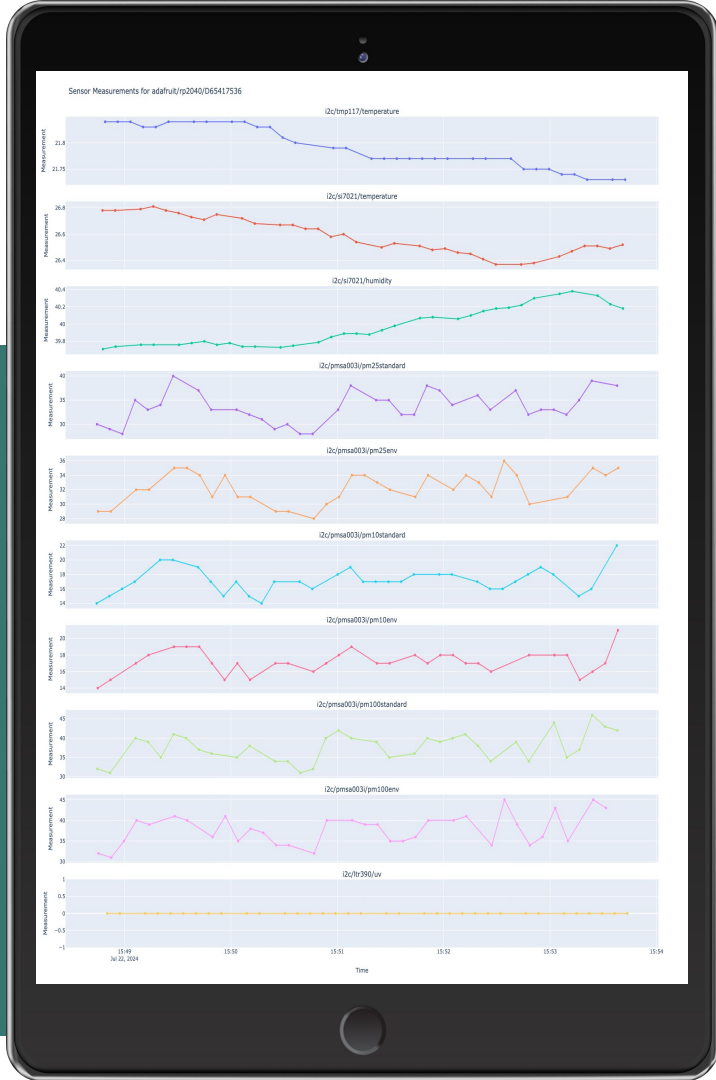 Sensor Measurements for adafruit/rp2040/D65417536
i2c/tmp117/temperature
Measurement
21.8
21.75
i2c/si7021/temperature
Measurement
26.8
26.6
26.4
i2c/si7021/humidity
Measurement
40.4
40.2
40
39.8
i2c/pmsa003i/pm25standard
Measurement
40
35
30
i2c/pmsa003i/pm25env
Measurement
36
34
32
30
28
i2c/pmsa003i/pm10standard
Measurement
22
20
18
16
14
i2c/pmsa003i/pm10env
Measurement
20
18
16
14
i2c/pmsa003i/pm100standard
Measurement
45
40
35
30
i2c/pmsa003i/pm100env
Measurement
45
40
35
30
i2c/ltr390/uv
Measurement
1
0.5
0
−0.5
−1
15:49 15:50 15:51 15:52 15:53 15:54
Jul 22, 2024
Time